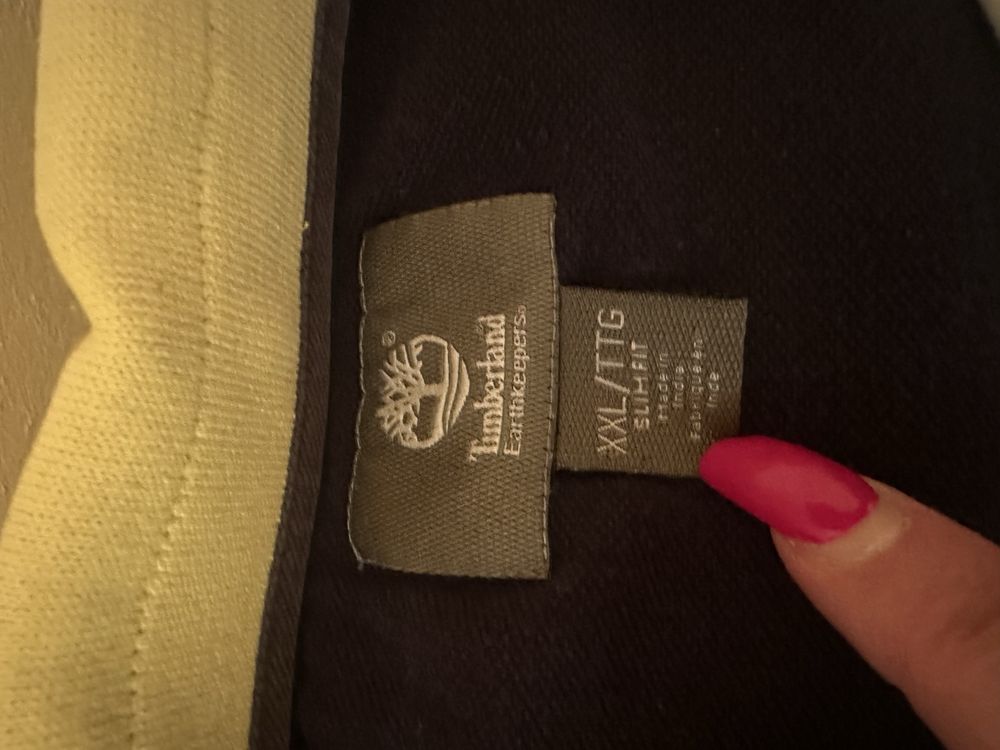 ®
Timberland
Earthkeepers®
XXL/TTG
SLIM FIT
Made in
India
Fabriqué en
Inde